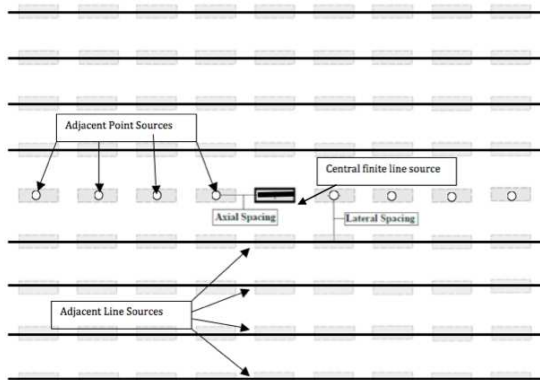 Adjacent Point Sources
Central finite line source
Axial Spacing
Lateral Spacing
Adjacent Line Sources